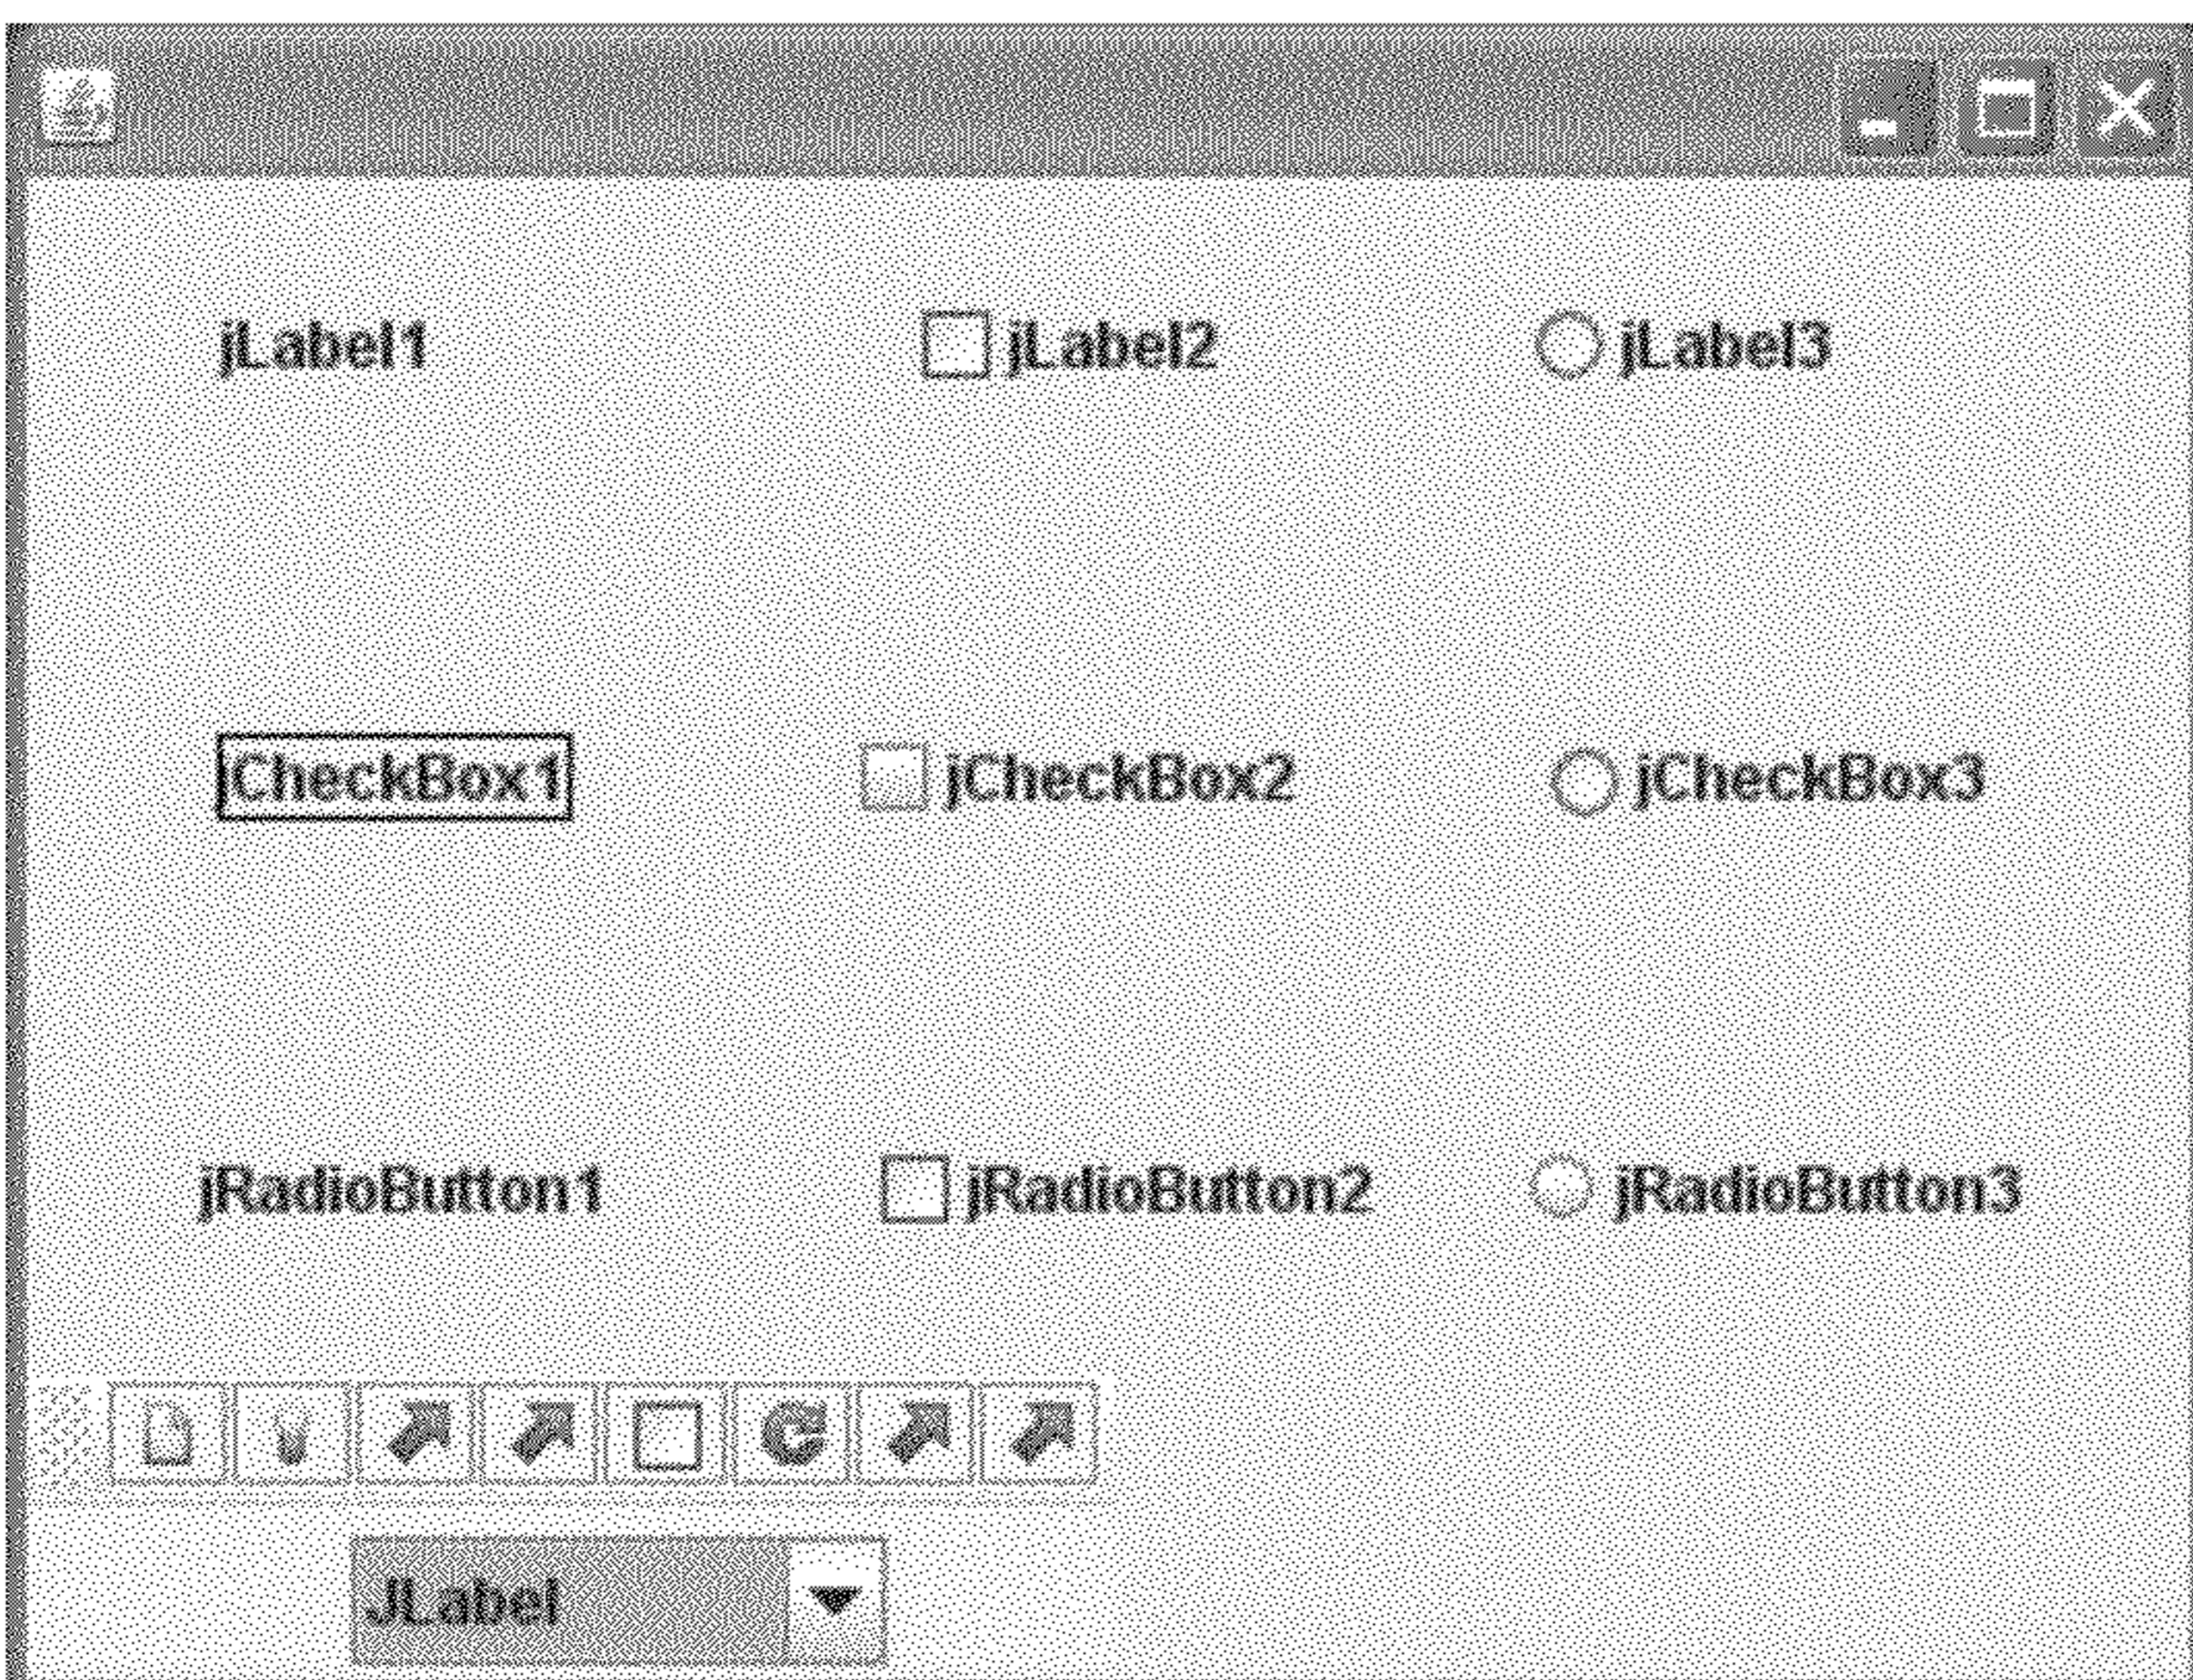 jLabel1 jLabel2 jLabel3
jCheckBox1 jCheckBox2 jCheckBox3
jRadioButton1 jRadioButton2 jRadioButton3
JLabel